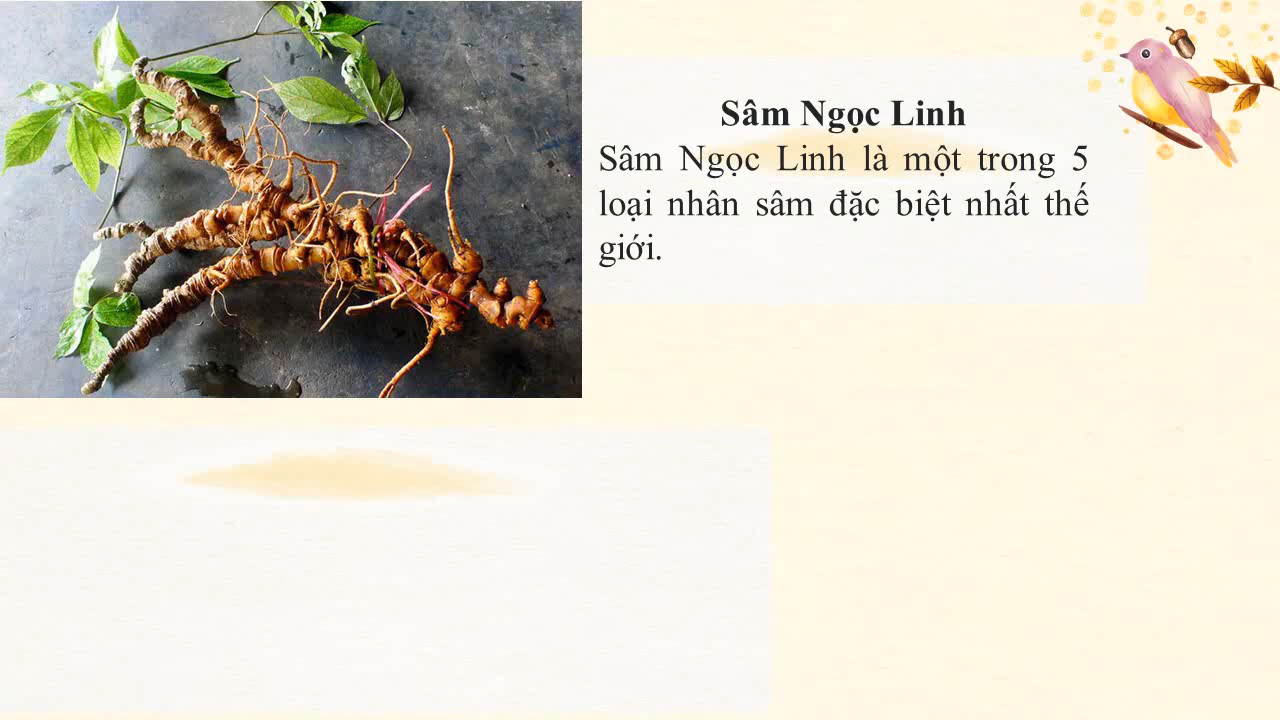 Sâm Ngọc Linh
Sâm Ngọc Linh là một trong 5
loại nhân sâm đặc biệt nhất thế
giới.